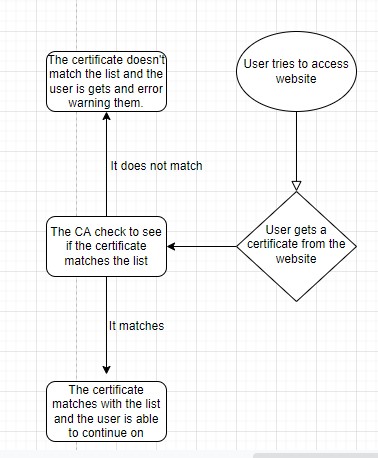 The certificate doesn't
match the list and the
user is gets and error
warning them.
User tries to access
website
It does not match
The CA check to see
if the certificate
matches the list
User gets a
certificate from the
website
It matches
The certificate
matches with the list
and the user is able
to continue on